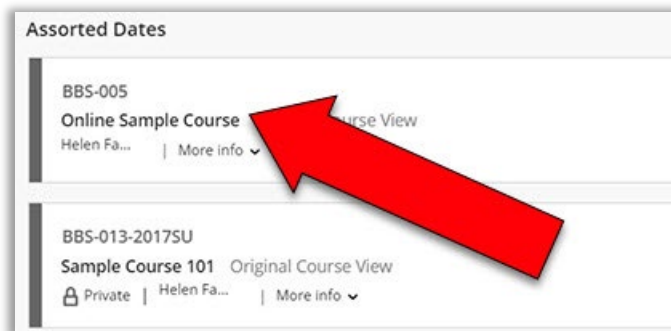 Assorted Dates
BBS-005
Online Sample Course urse View
Helen Fa... | More info
BBS-013-2017SU
Sample Course 101 Original Course View
Private | Helen Fa... | More info